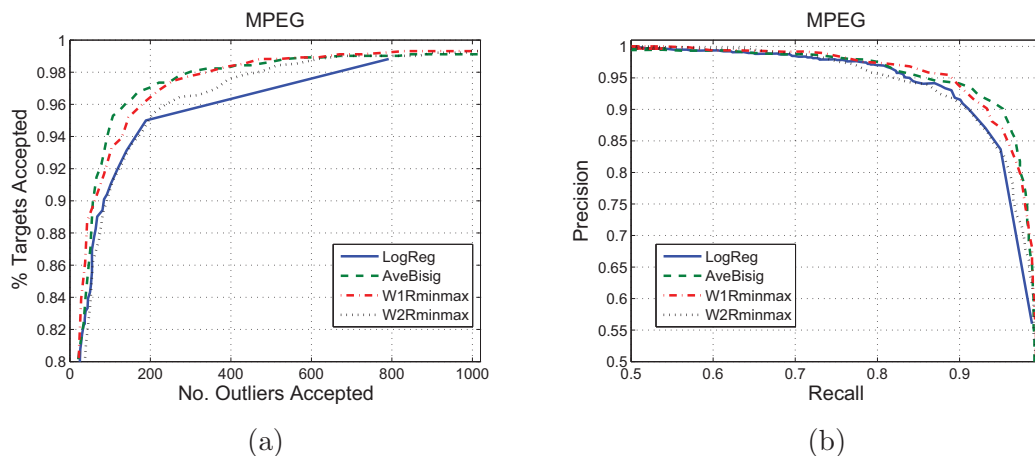 MPEG
% Targets Accepted
1
0.98
0.96
0.94
0.92
0.9
0.88
0.86
0.84
0.82
0.8
LogReg
AveBisig
W1Rminmax
W2Rminmax
0 200 400 600 800 1000
No. Outliers Accepted
(a)
MPEG
Precision
1
0.95
0.9
0.85
0.8
0.75
0.7
0.65
0.6
0.55
0.5
LogReg
AveBisig
W1Rminmax
W2Rminmax
0.5 0.6 0.7 0.8 0.9
Recall
(b)